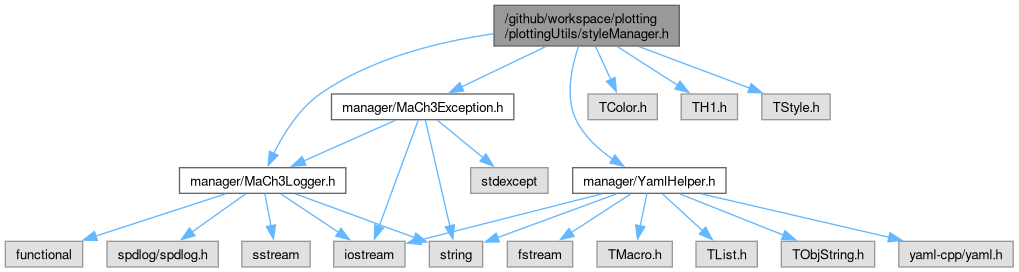 /github/workspace/plotting
/plottingUtils/styleManager.h
manager/MaCh3Exception.h
TColor.h
TH1.h
TStyle.h
manager/MaCh3Logger.h
stdexcept
manager/YamlHelper.h
functional
spdlog/spdlog.h
sstream
iostream
string
fstream
TMacro.h
TList.h
TObjString.h
yaml-cpp/yaml.h